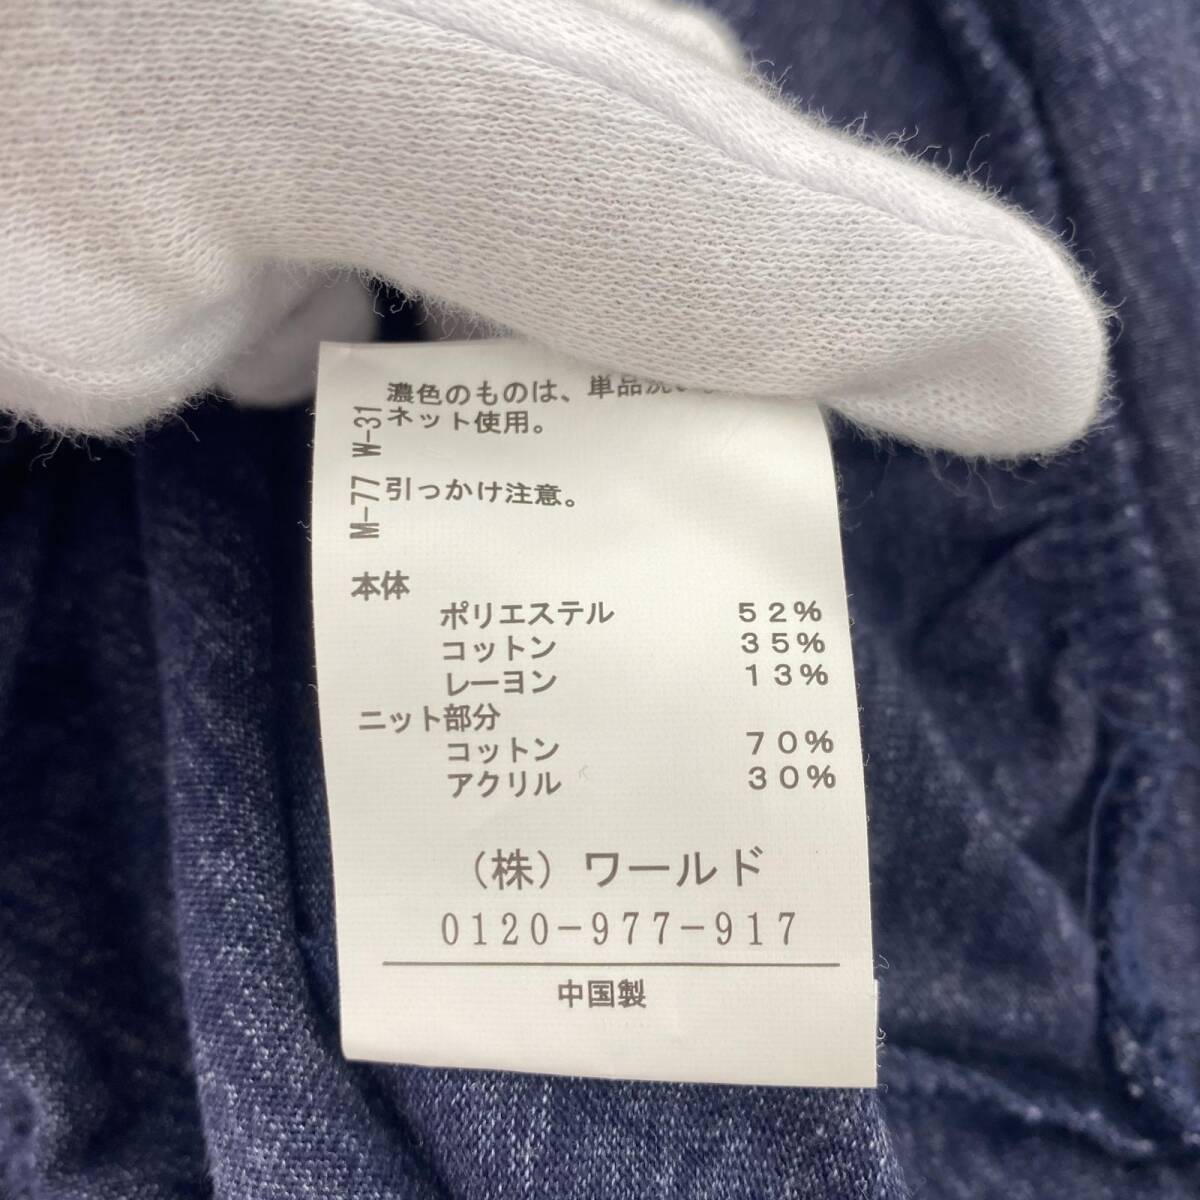 濃色のものは、単品洗い
ネット使用。
引っかけ注意。
M-77 W-31
本体
ポリエステル 52%
コットン 35%
レーヨン 13%
ニット部分
コットン 70%
アクリル 30%
(株) ワールド
0120-977-917
中国製